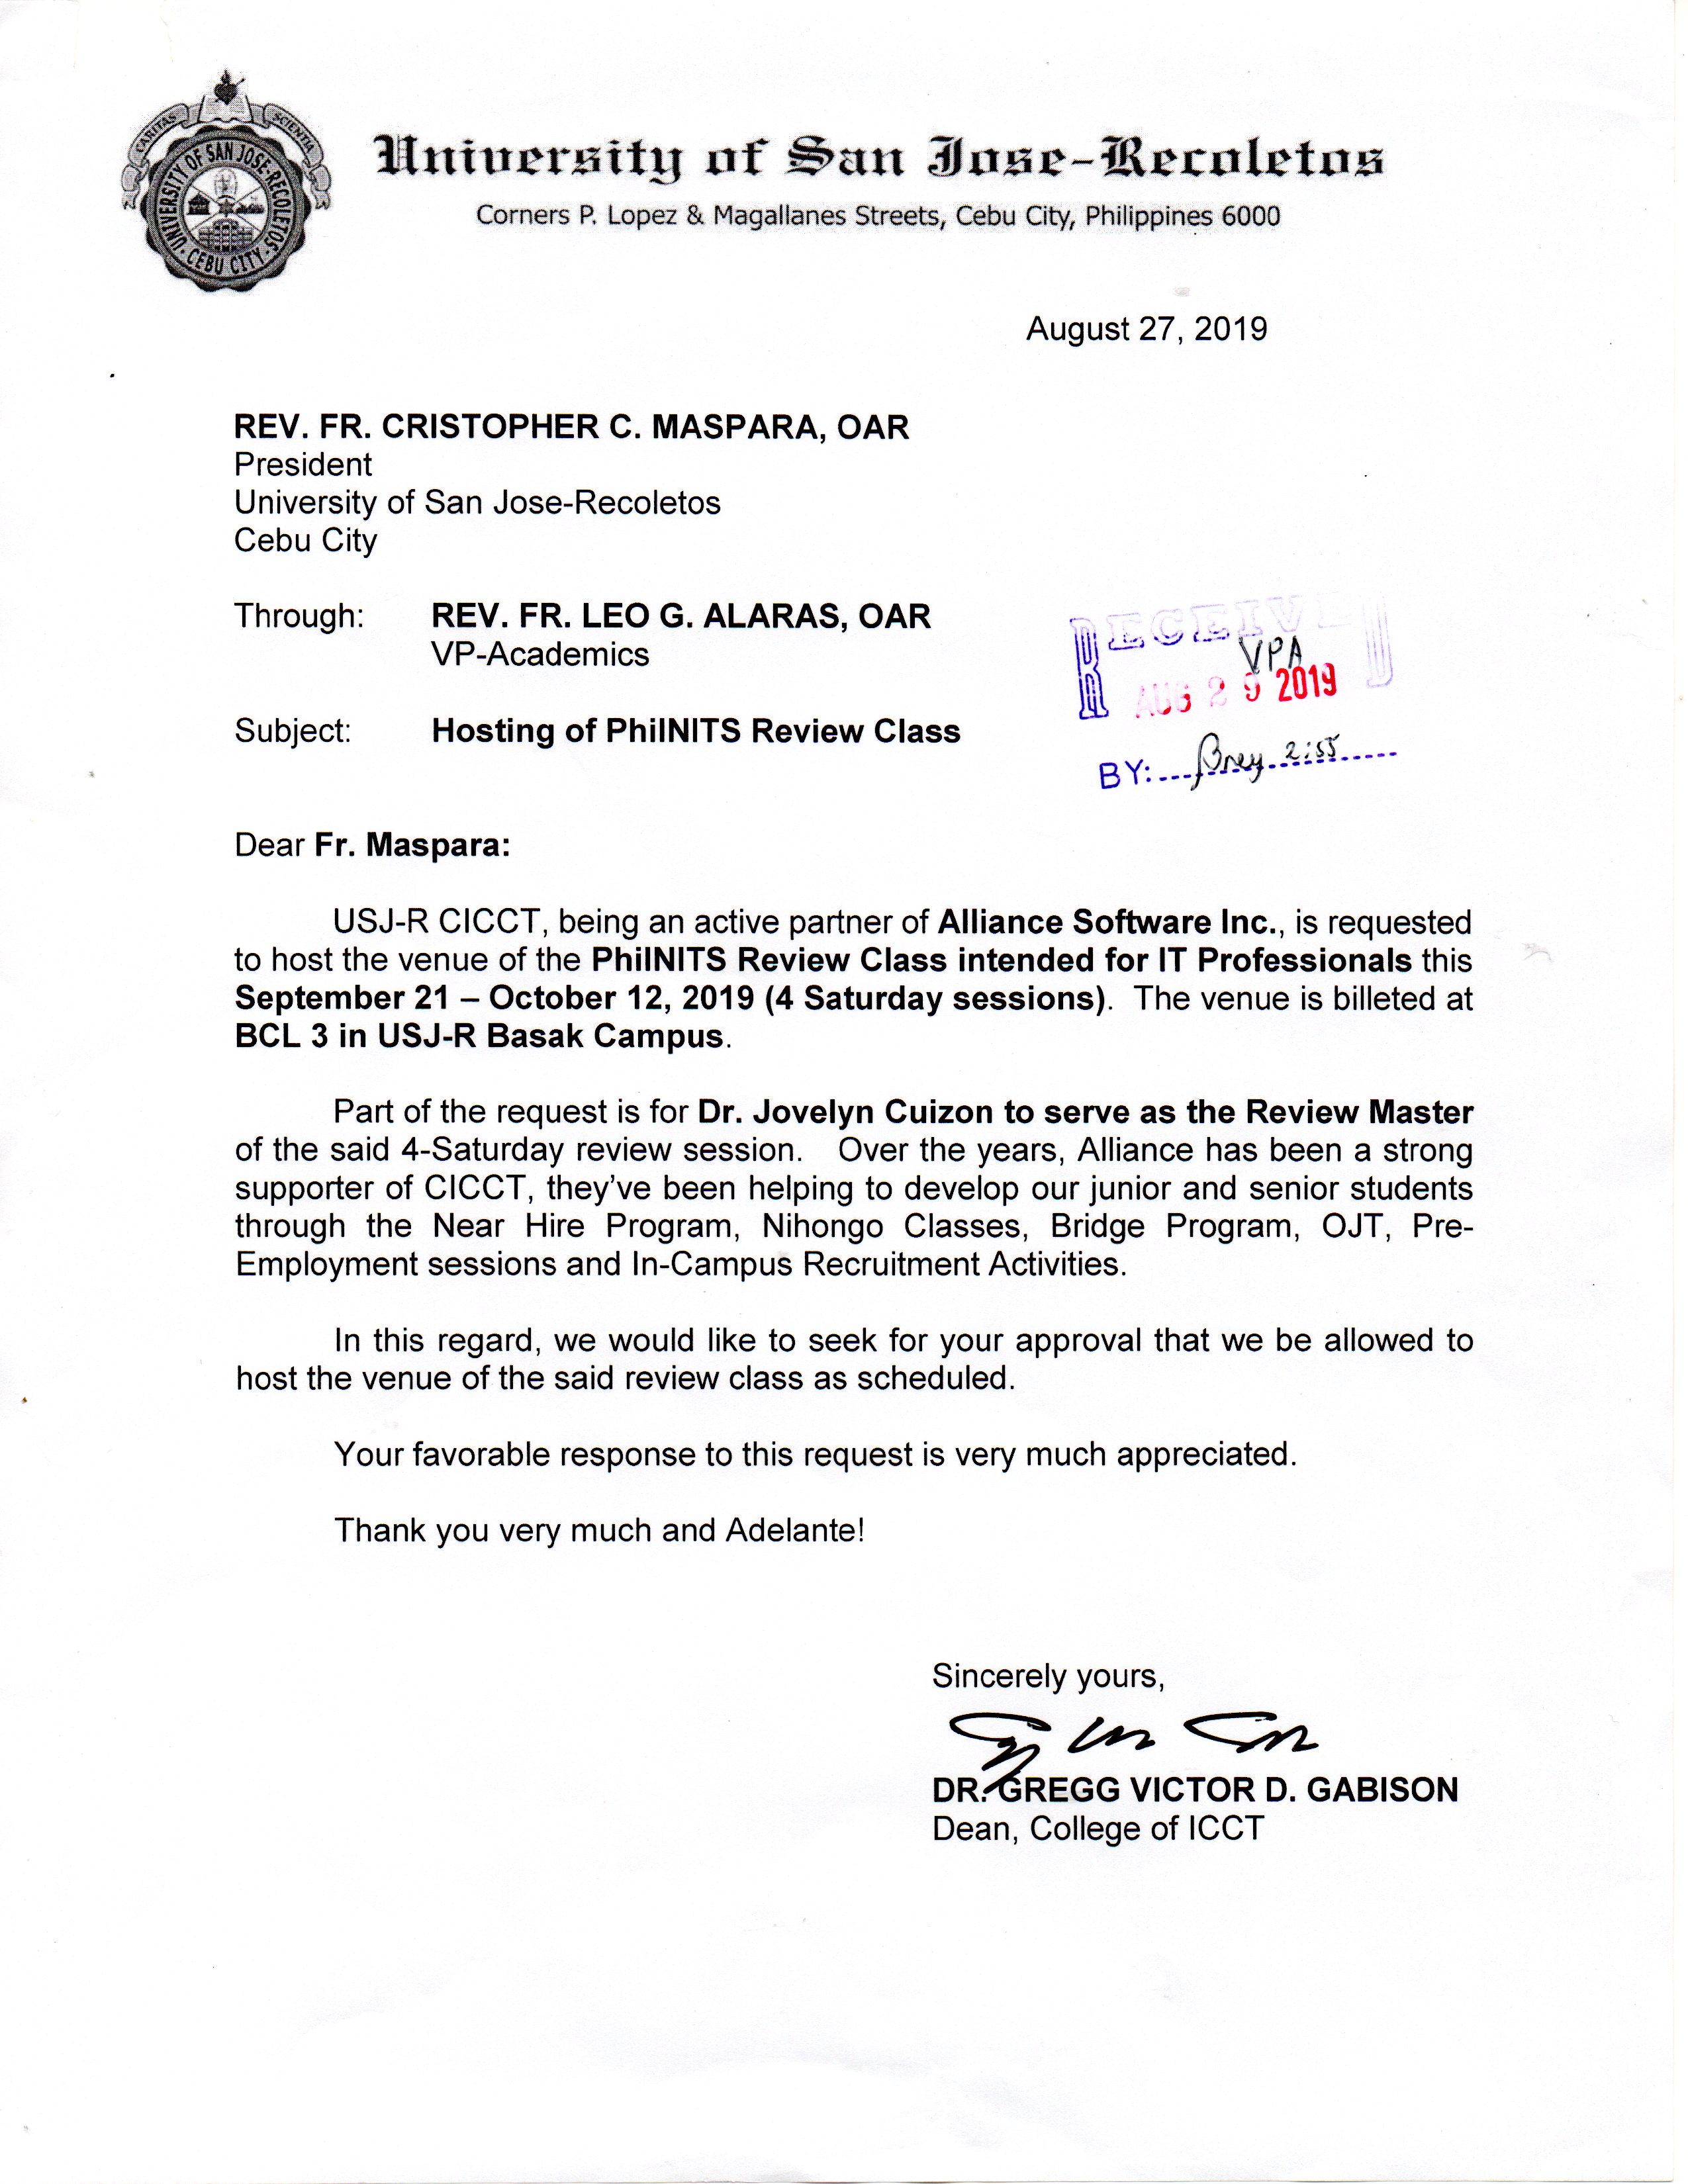 CARITAS
SCIENTIA
UNIVERSITY OF SAN JOSE-RECOLETOS
CEBU CITY
University of San Jose-Recoletos
Corners P. Lopez & Magallanes Streets, Cebu City, Philippines 6000
August 27, 2019
REV. FR. CRISTOPHER C. MASPARA, OAR
President
University of San Jose-Recoletos
Cebu City
Through: REV. FR. LEO G. ALARAS, OAR
VP-Academics
RECEIVED
VPA
AUG 29 2019
Subject: Hosting of PhilNITS Review Class
BY: Brey 2:55
Dear Fr. Maspara:
USJ-R CICCT, being an active partner of Alliance Software Inc., is requested
to host the venue of the PhilNITS Review Class intended for IT Professionals this
September 21 – October 12, 2019 (4 Saturday sessions). The venue is billeted at
BCL 3 in USJ-R Basak Campus.
Part of the request is for Dr. Jovelyn Cuizon to serve as the Review Master
of the said 4-Saturday review session. Over the years, Alliance has been a strong
supporter of CICCT, they've been helping to develop our junior and senior students
through the Near Hire Program, Nihongo Classes, Bridge Program, OJT, Pre-
Employment sessions and In-Campus Recruitment Activities.
In this regard, we would like to seek for your approval that we be allowed to
host the venue of the said review class as scheduled.
Your favorable response to this request is very much appreciated.
Thank you very much and Adelante!
Sincerely yours,
DR. GREGG VICTOR D. GABISON
Dean, College of ICCT